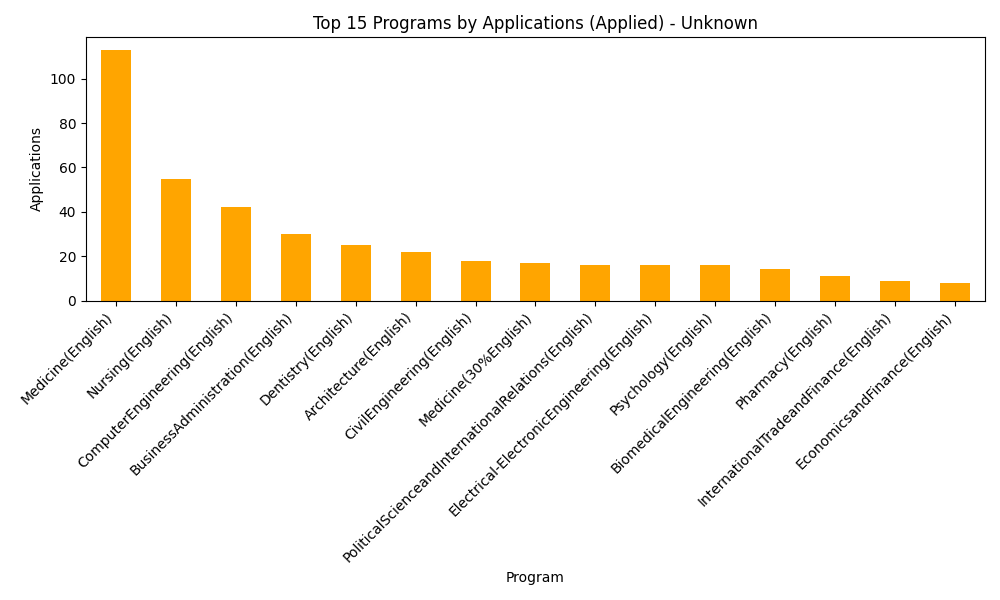 Top 15 Programs by Applications (Applied) - Unknown
Applications
100
80
60
40
20
0
Medicine(English)
Nursing(English)
ComputerEngineering(English)
BusinessAdministration(English)
Dentistry(English)
Architecture(English)
CivilEngineering(English)
Medicine(30%English)
PoliticalScienceandInternationalRelations(English)
Electrical-ElectronicEngineering(English)
Psychology(English)
BiomedicalEngineering(English)
Pharmacy(English)
InternationalTradeandFinance(English)
EconomicsandFinance(English)
Program